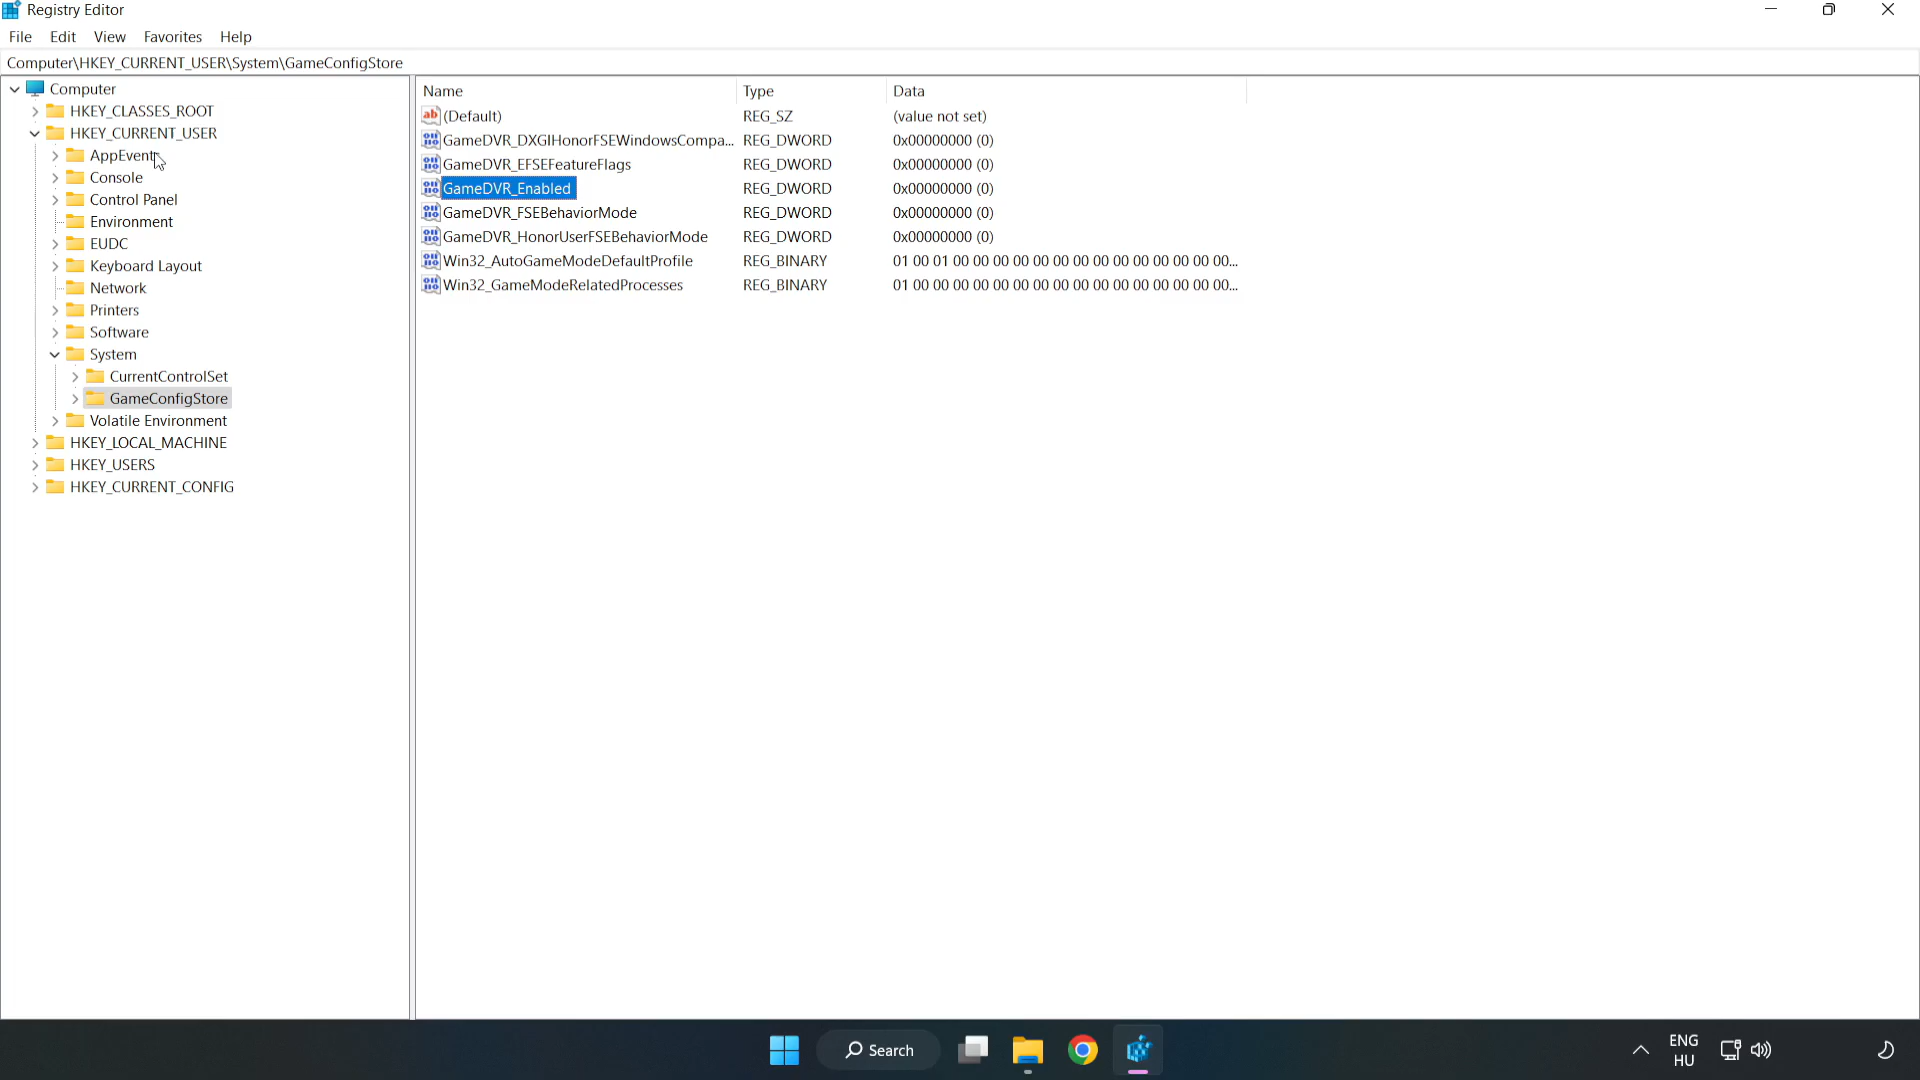 Registry Editor
File Edit View Favorites Help
Computer\HKEY_CURRENT_USER\System\GameConfigStore
Computer
HKEY_CLASSES_ROOT
HKEY_CURRENT_USER
AppEvents
Console
Control Panel
Environment
EUDC
Keyboard Layout
Network
Printers
Software
System
CurrentControlSet
GameConfigStore
Volatile Environment
HKEY_LOCAL_MACHINE
HKEY_USERS
HKEY_CURRENT_CONFIG
Name Type Data
(Default) REG_SZ (value not set)
GameDVR_DXGIHonorFSEWindowsCompa... REG_DWORD 0x00000000 (0)
GameDVR_EFSEFeatureFlags REG_DWORD 0x00000000 (0)
GameDVR_Enabled REG_DWORD 0x00000000 (0)
GameDVR_FSEBehaviorMode REG_DWORD 0x00000000 (0)
GameDVR_HonorUserFSEBehaviorMode REG_DWORD 0x00000000 (0)
Win32_AutoGameModeDefaultProfile REG_BINARY 01 00 01 00 00 00 00 00 00 00 00 00 00 00 00 00 00...
Win32_GameModeRelatedProcesses REG_BINARY 01 00 00 00 00 00 00 00 00 00 00 00 00 00 00 00 00...
Search
ENG
HU